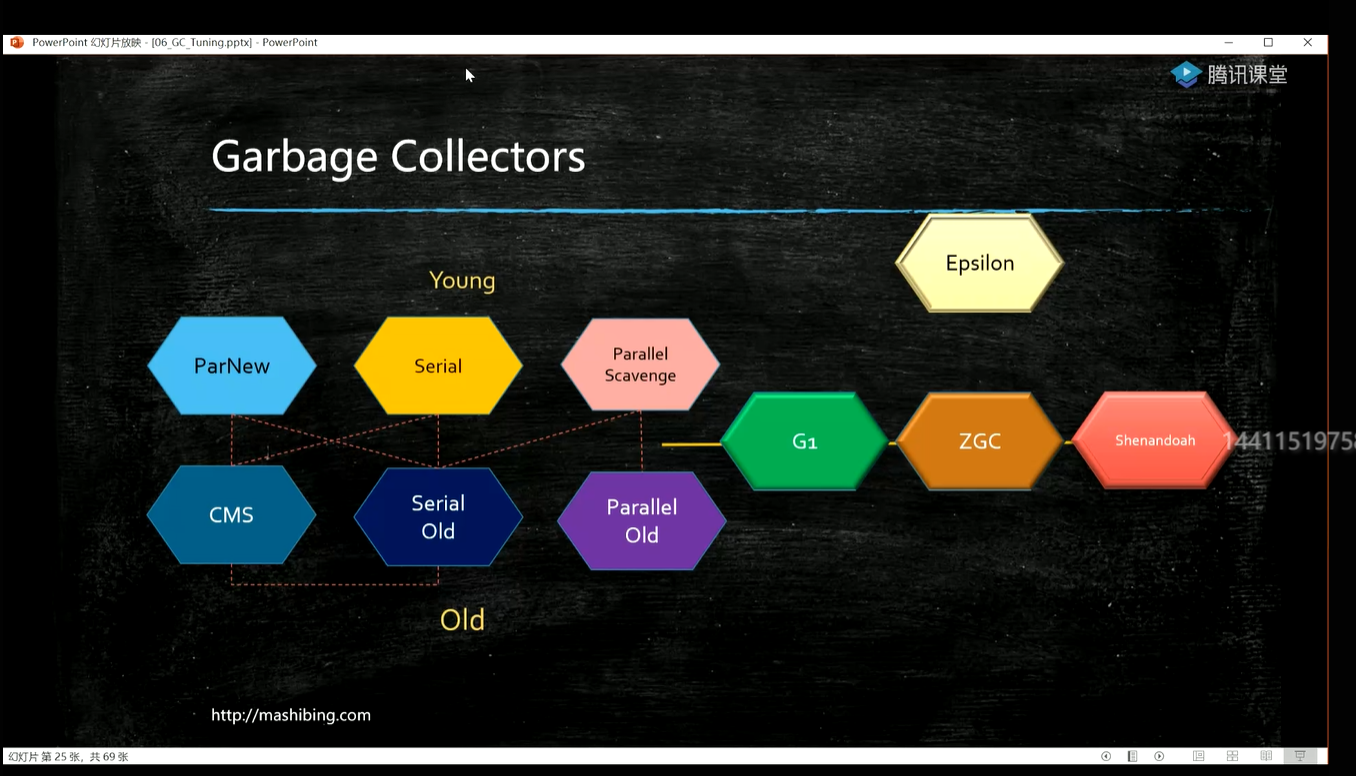 PowerPoint 幻灯片放映 - [06_GC_Tuning.pptx] - PowerPoint
腾讯课堂
Garbage Collectors
Epsilon
Young
ParNew
Serial
Parallel
Scavenge
G1
ZGC
Shenandoah
1441151975
CMS
Serial
Old
Parallel
Old
Old
http://mashibing.com
幻灯片 第 25 张，共 69 张